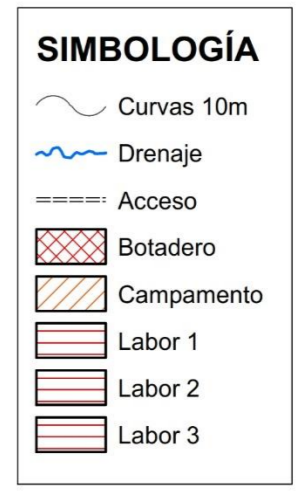 SIMBOLOGÍA
Curvas 10m
Drenaje
Acceso
Botadero
Campamento
Labor 1
Labor 2
Labor 3